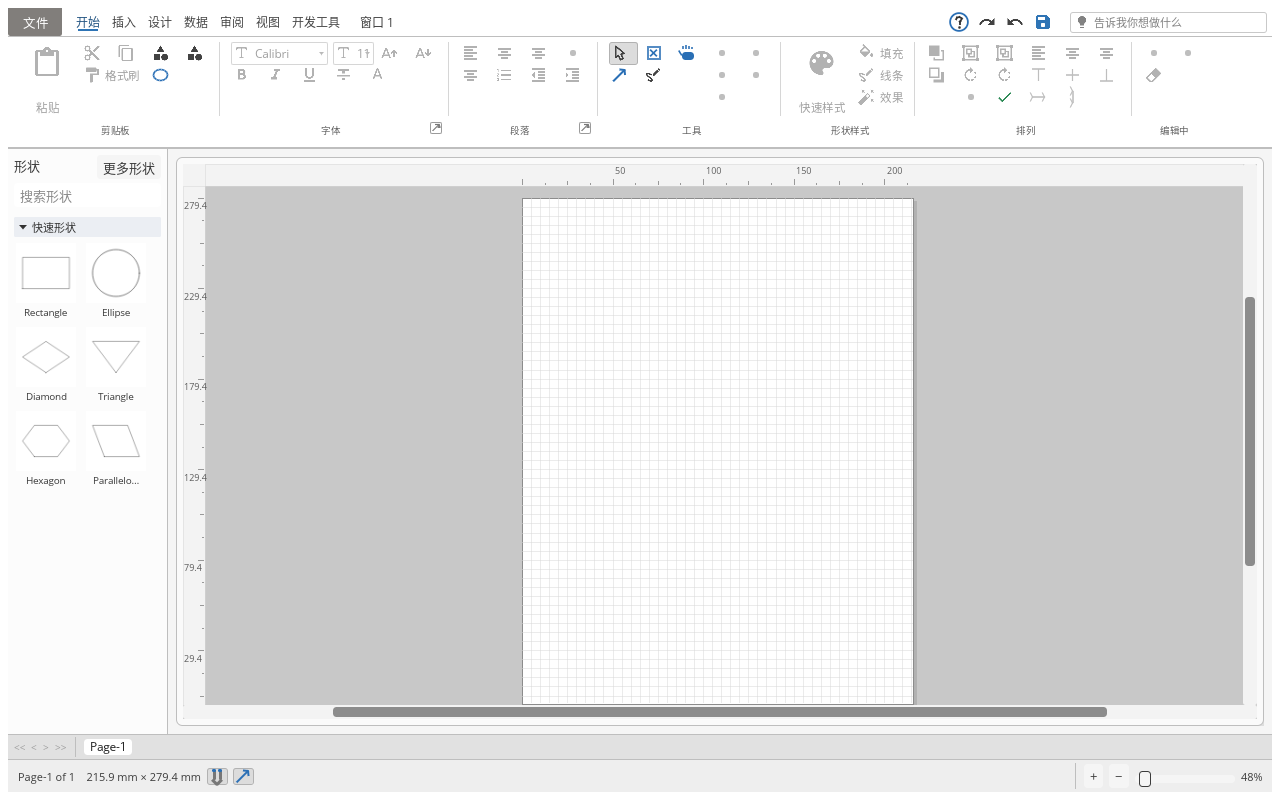 文件 开始 插入 设计 数据 审阅 视图 开发工具 窗口 1 告诉我你想做什么
Calibri 11 填充
格式刷 B I U A 线条
粘贴 快速样式 效果
剪贴板 字体 段落 工具 形状样式 排列 编辑中
形状 更多形状
搜索形状
快速形状
Rectangle Ellipse
Diamond Triangle
Hexagon Parallelo...
50 100 150 200
279.4
229.4
179.4
129.4
79.4
29.4
<< < > >> Page-1
Page-1 of 1 215.9 mm × 279.4 mm + − 48%